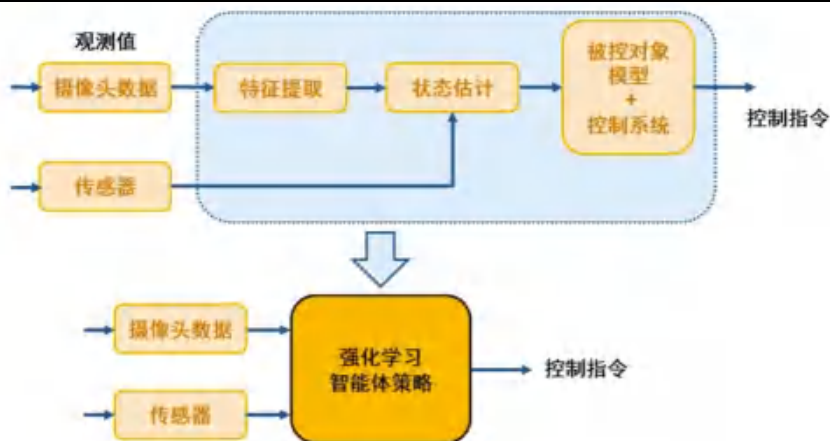 观测值
摄像头数据
特征提取
状态估计
被控对象
模型
+
控制系统
控制指令
传感器
摄像头数据
强化学习
智能体策略
控制指令
传感器